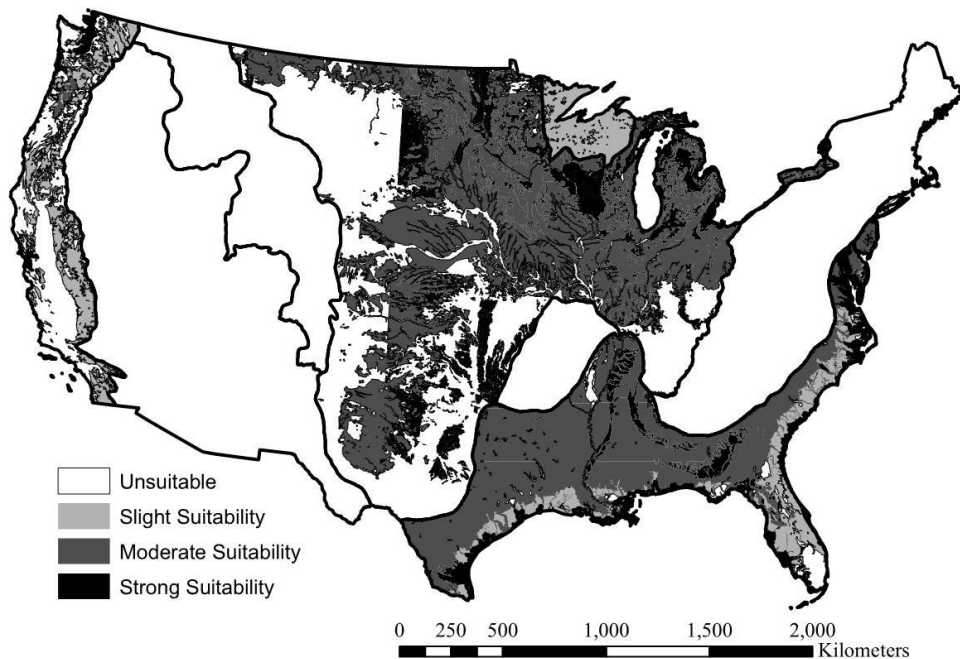 Unsuitable
Slight Suitability
Moderate Suitability
Strong Suitability
0 250 500 1,000 1,500 2,000
Kilometers